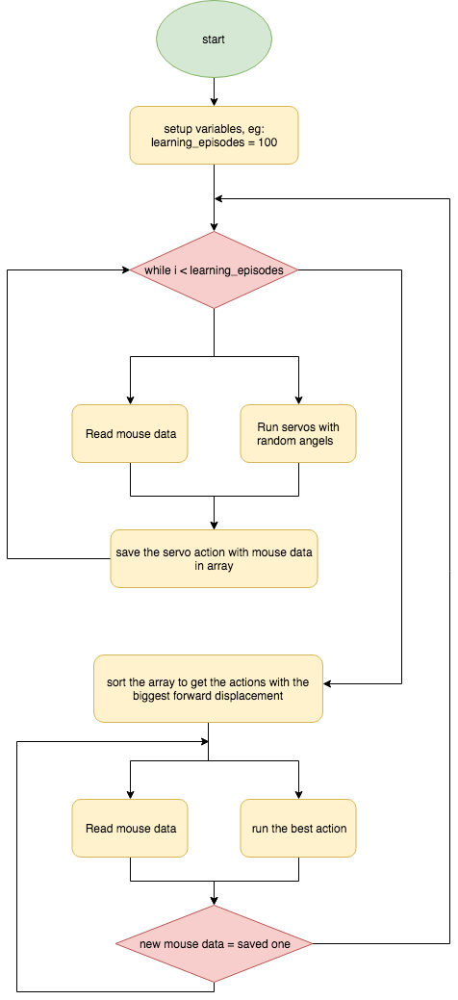 start
setup variables, eg:
learning_episodes = 100
while i < learning_episodes
Read mouse data
Run servos with
random angels
save the servo action with mouse data
in array
sort the array to get the actions with the
biggest forward displacement
Read mouse data
run the best action
new mouse data = saved one